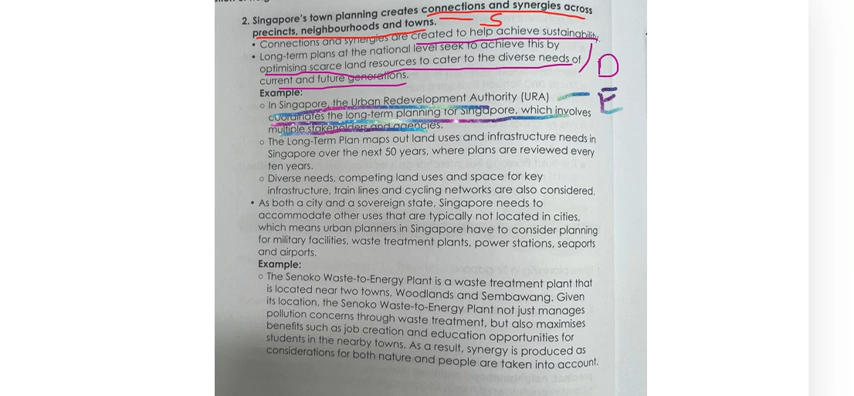 2. Singapore's town planning creates connections and synergies across
S
precincts, neighbourhoods and towns.
• Connections and synergies are created to help achieve sustainability.
• Long-term plans at the national level seek to achieve this by
optimising scarce land resources to cater to the diverse needs of
D
current and future generations.
Example:
○ In Singapore, the Urban Redevelopment Authority (URA)
E
coordinates the long-term planning for Singapore, which involves
multiple stakeholders and agencies.
○ The Long-Term Plan maps out land uses and infrastructure needs in
Singapore over the next 50 years, where plans are reviewed every
ten years.
○ Diverse needs, competing land uses and space for key
infrastructure, train lines and cycling networks are also considered.
• As both a city and a sovereign state, Singapore needs to
accommodate other uses that are typically not located in cities,
which means urban planners in Singapore have to consider planning
for military facilities, waste treatment plants, power stations, seaports
and airports.
Example:
○ The Senoko Waste-to-Energy Plant is a waste treatment plant that
is located near two towns, Woodlands and Sembawang. Given
its location, the Senoko Waste-to-Energy Plant not just manages
pollution concerns through waste treatment, but also maximises
benefits such as job creation and education opportunities for
students in the nearby towns. As a result, synergy is produced as
considerations for both nature and people are taken into account.